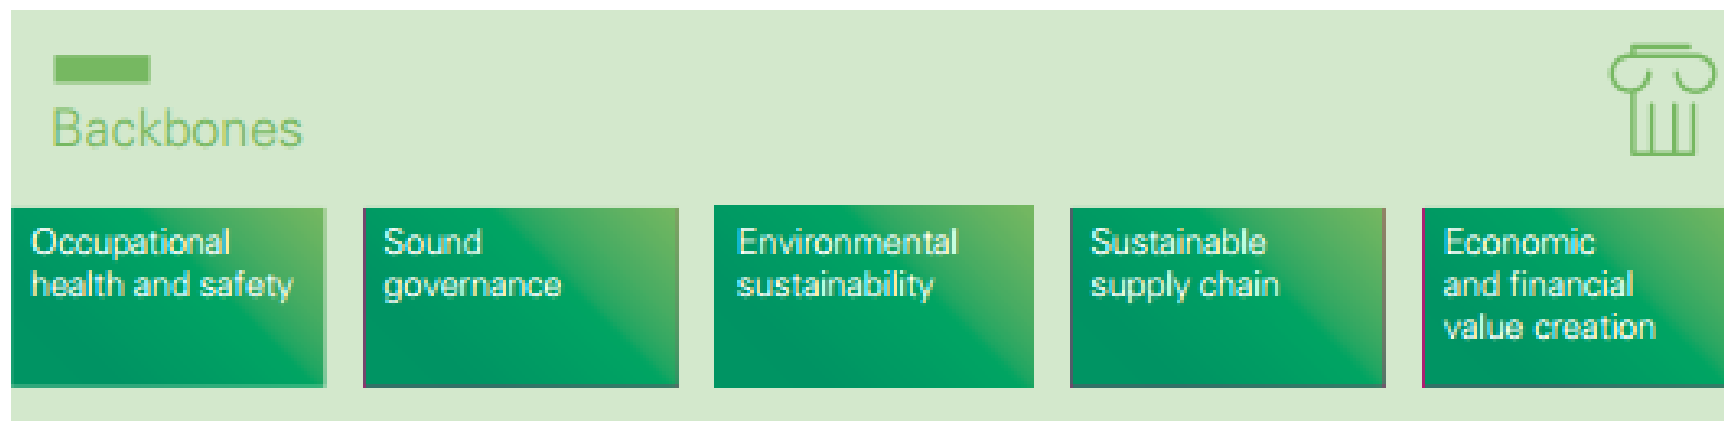 Backbones
Occupational
health and safety
Sound
governance
Environmental
sustainability
Sustainable
supply chain
Economic
and financial
value creation